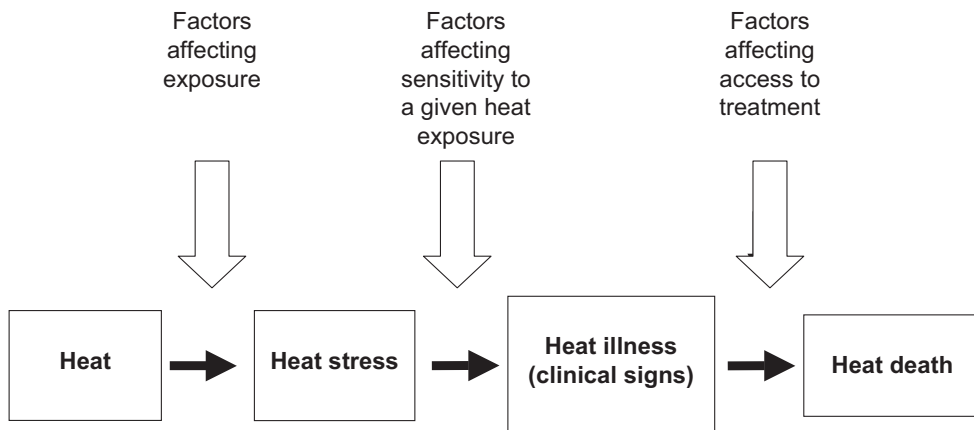 Factors
affecting
exposure
Factors
affecting
sensitivity to
a given heat
exposure
Factors
affecting
access to
treatment
Heat
Heat stress
Heat illness
(clinical signs)
Heat death